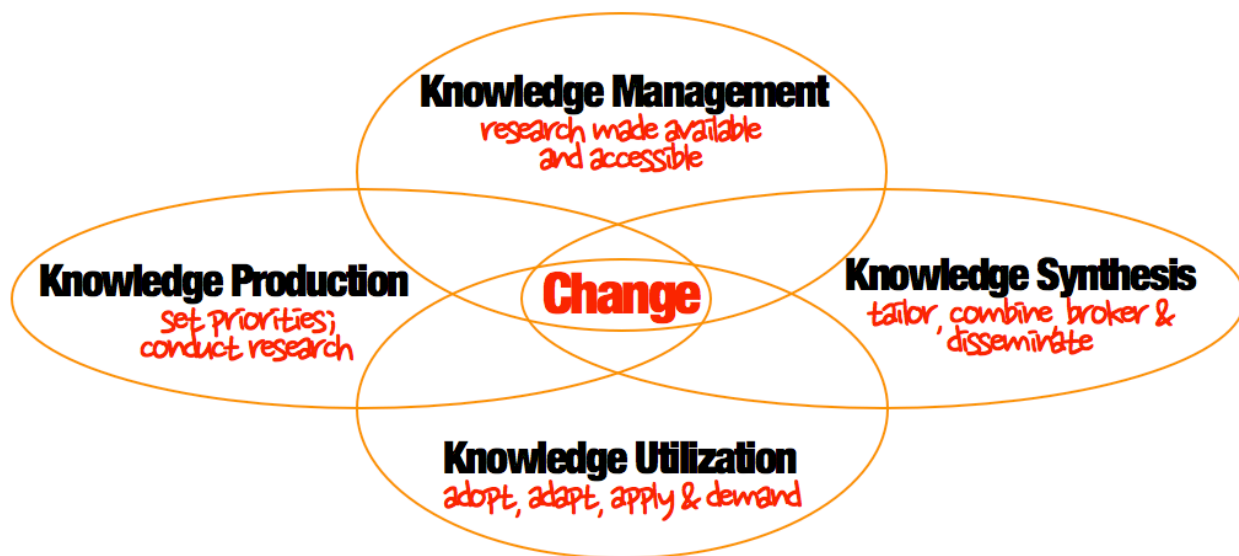 Knowledge Management
research made available
and accessible
Knowledge Production
set priorities;
conduct research
Change
Knowledge Synthesis
tailor, combine broker &
disseminate
Knowledge Utilization
adopt, adapt, apply & demand